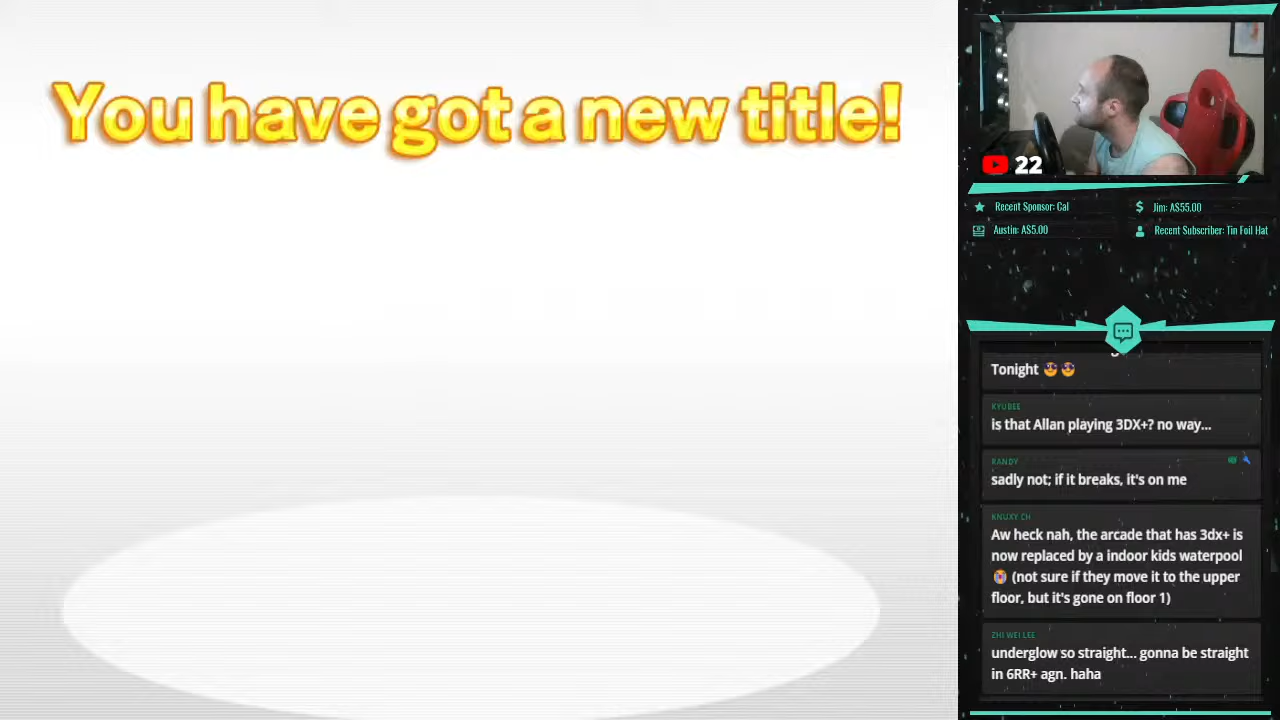 You have got a new title!
22
Recent Sponsor: Cal
Jim: A$55.00
Austin: A$5.00
Recent Subscriber: Tin Foil Hat
Tonight 😎😎
KYUBEE
is that Allan playing 3DX+? no way...
RANDY
sadly not; if it breaks, it's on me
KNUXY CH
Aw heck nah, the arcade that has 3dx+ is
now replaced by a indoor kids waterpool
😭 (not sure if they move it to the upper
floor, but it's gone on floor 1)
ZHI WEI LEE
underglow so straight... gonna be straight
in 6RR+ agn. haha